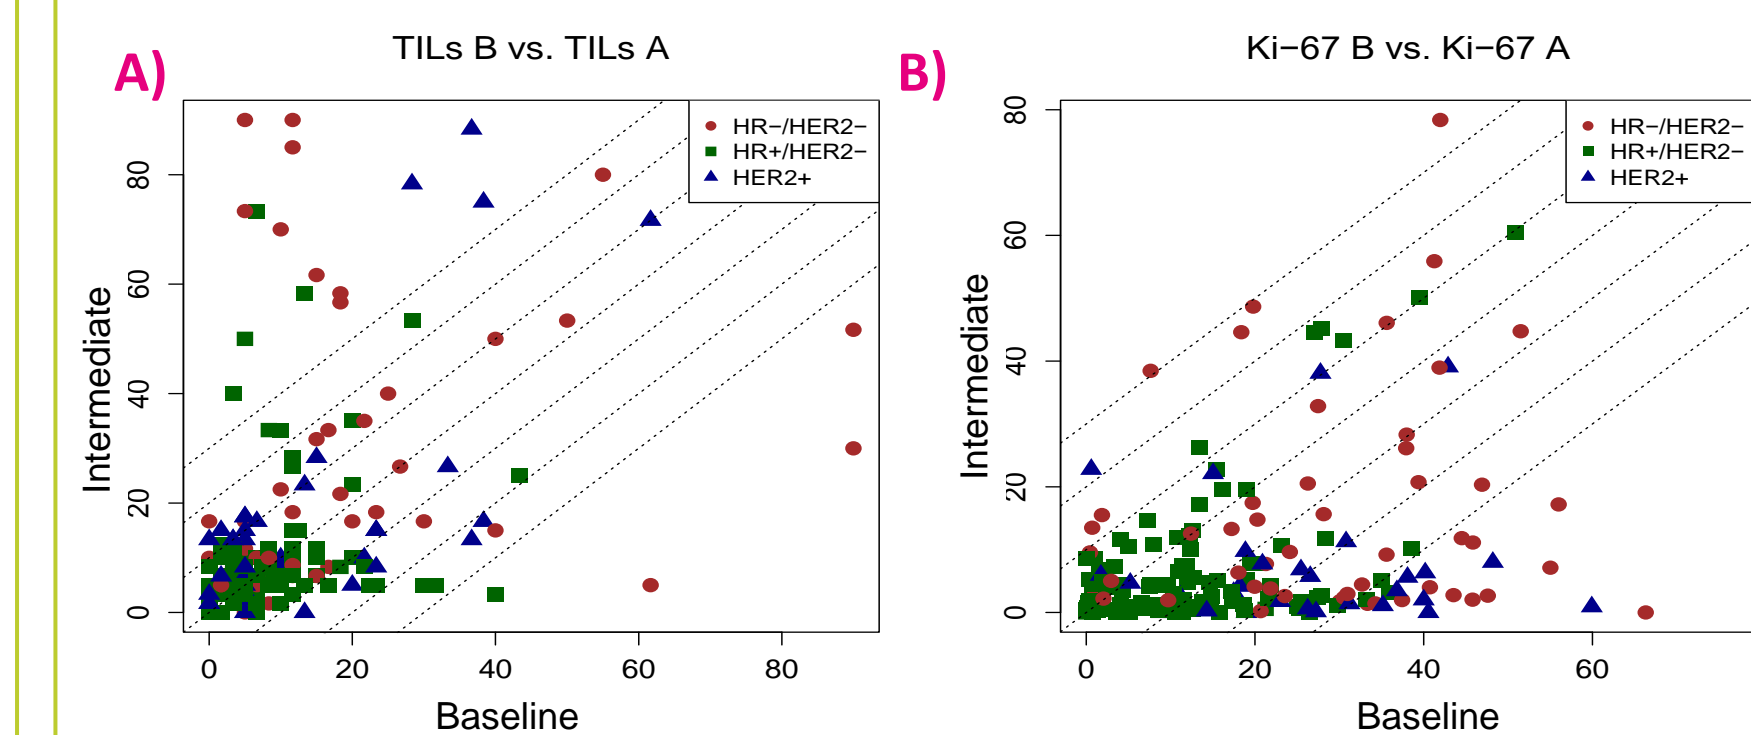 A)
TILs B vs. TILs A
HR−/HER2−
HR+/HER2−
HER2+
Intermediate
0
20
40
60
80
0 20 40 60 80
Baseline
B)
Ki−67 B vs. Ki−67 A
HR−/HER2−
HR+/HER2−
HER2+
Intermediate
0
20
40
60
80
0 20 40 60
Baseline